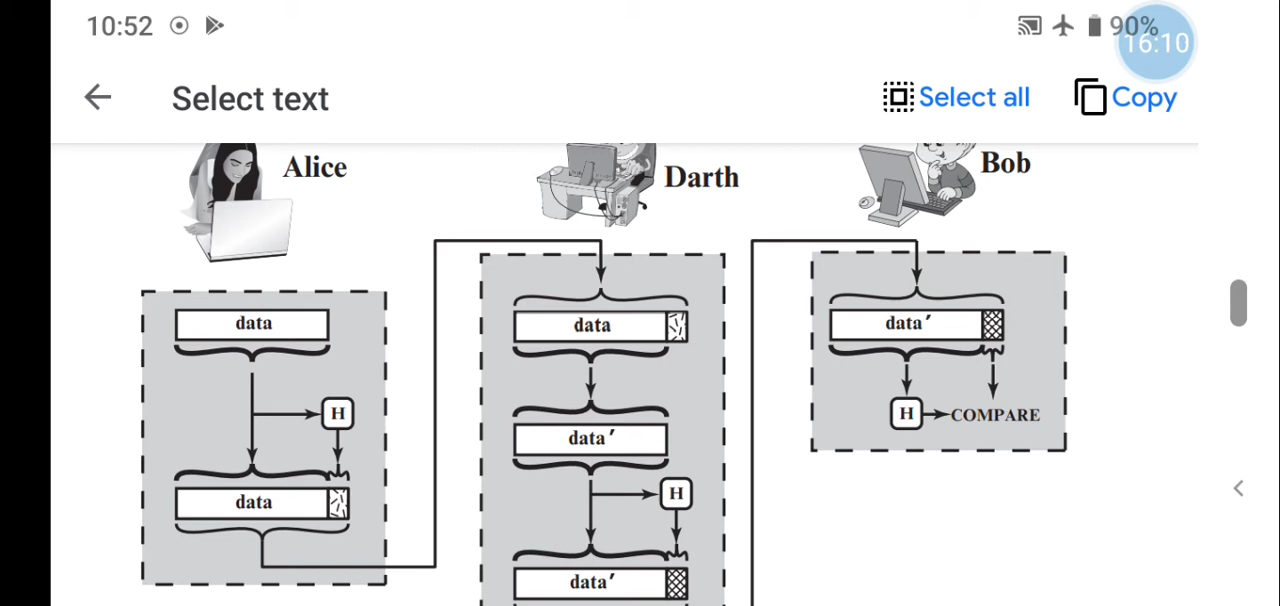 10:52
90%
16:10
Select text
Select all
Copy
Alice
Darth
Bob
data
H
data
data
data′
H
data′
data′
H
COMPARE